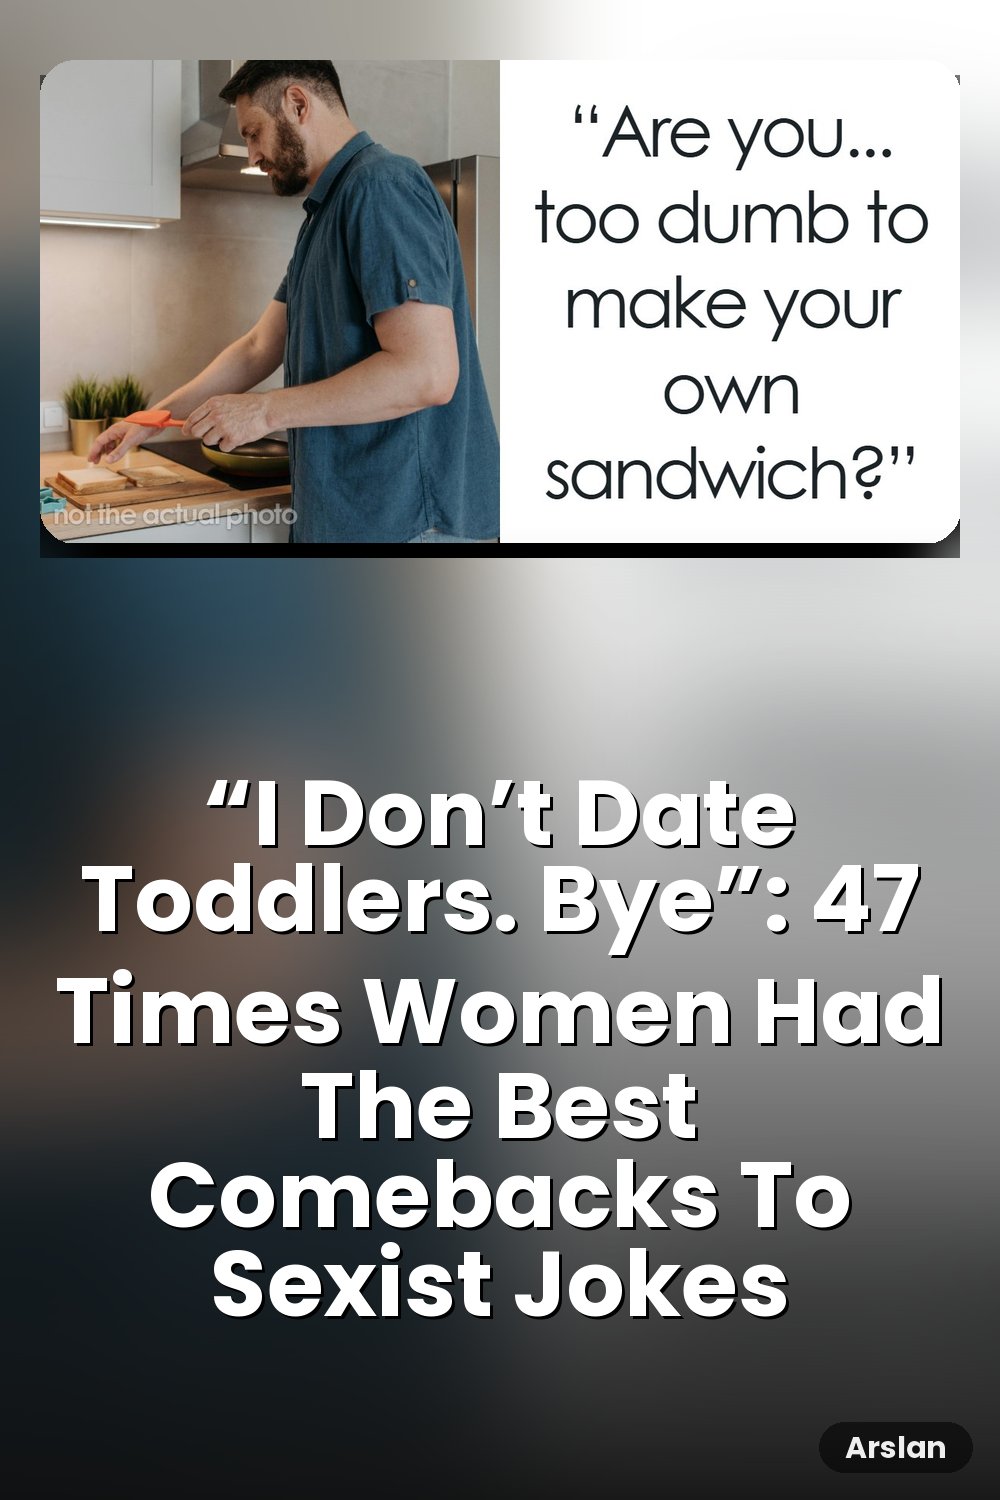 “Are you...
too dumb to
make your
own
sandwich?”
not the actual photo
“I Don’t Date
Toddlers. Bye”: 47
Times Women Had
The Best
Comebacks To
Sexist Jokes
Arslan